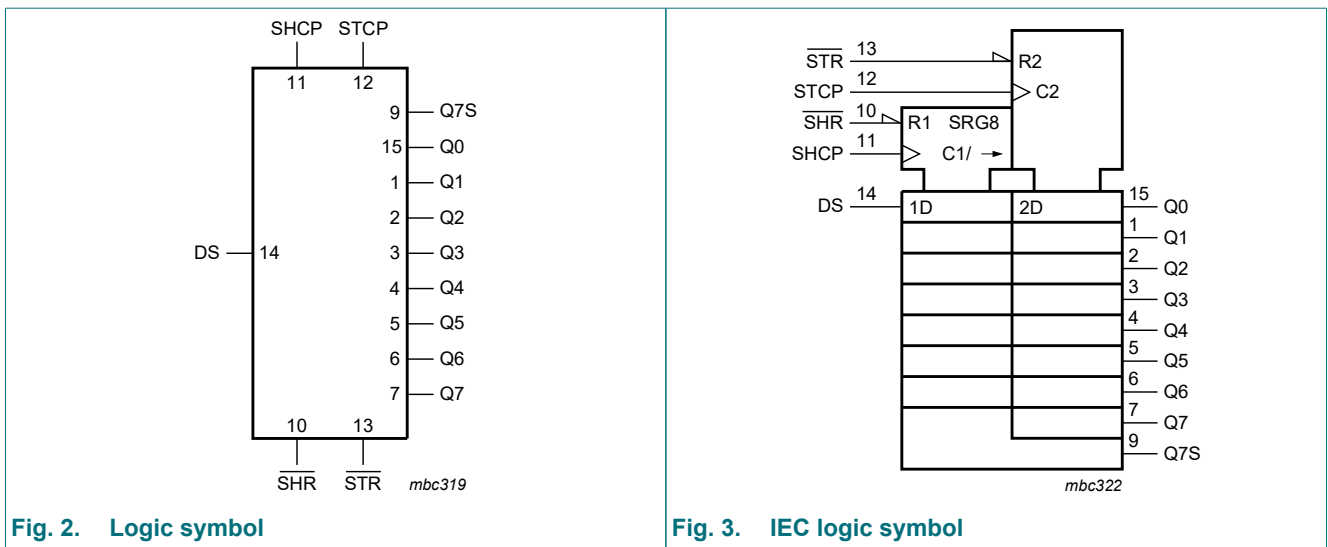 SHCP STCP
11 12
9 Q7S
15 Q0
1 Q1
2 Q2
DS 14 3 Q3
4 Q4
5 Q5
6 Q6
7 Q7
10 13
SHR STR mbc319
Fig. 2. Logic symbol
STR 13 R2
STCP 12 C2
SHR 10 R1 SRG8
SHCP 11 C1/ →
DS 14 1D 2D 15 Q0
1 Q1
2 Q2
3 Q3
4 Q4
5 Q5
6 Q6
7 Q7
9 Q7S
mbc322
Fig. 3. IEC logic symbol